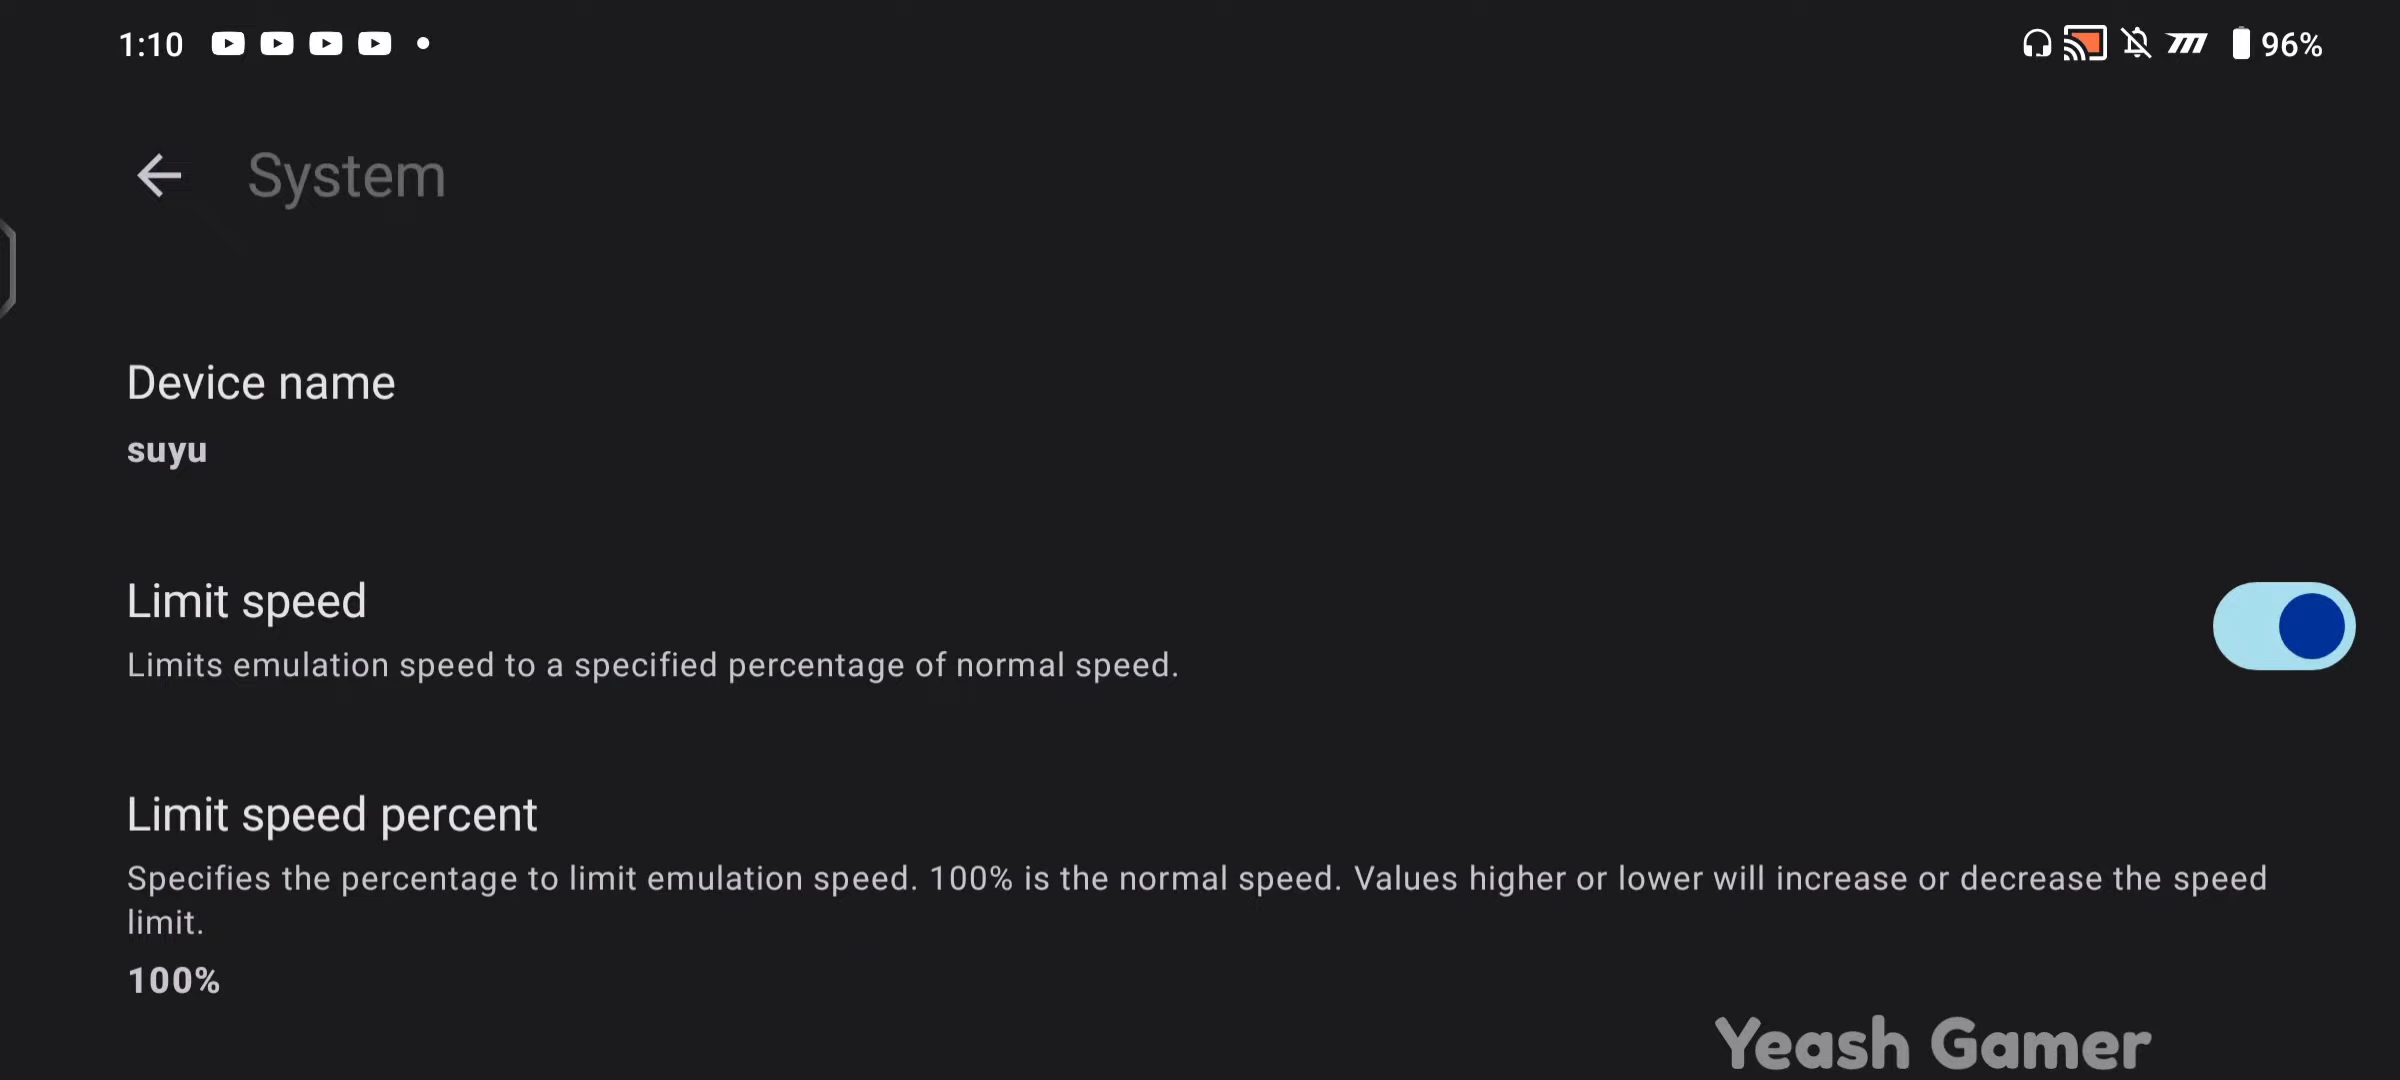 1:10
96%
System
Device name
suyu
Limit speed
Limits emulation speed to a specified percentage of normal speed.
Limit speed percent
Specifies the percentage to limit emulation speed. 100% is the normal speed. Values higher or lower will increase or decrease the speed
limit.
100%
Yeash Gamer